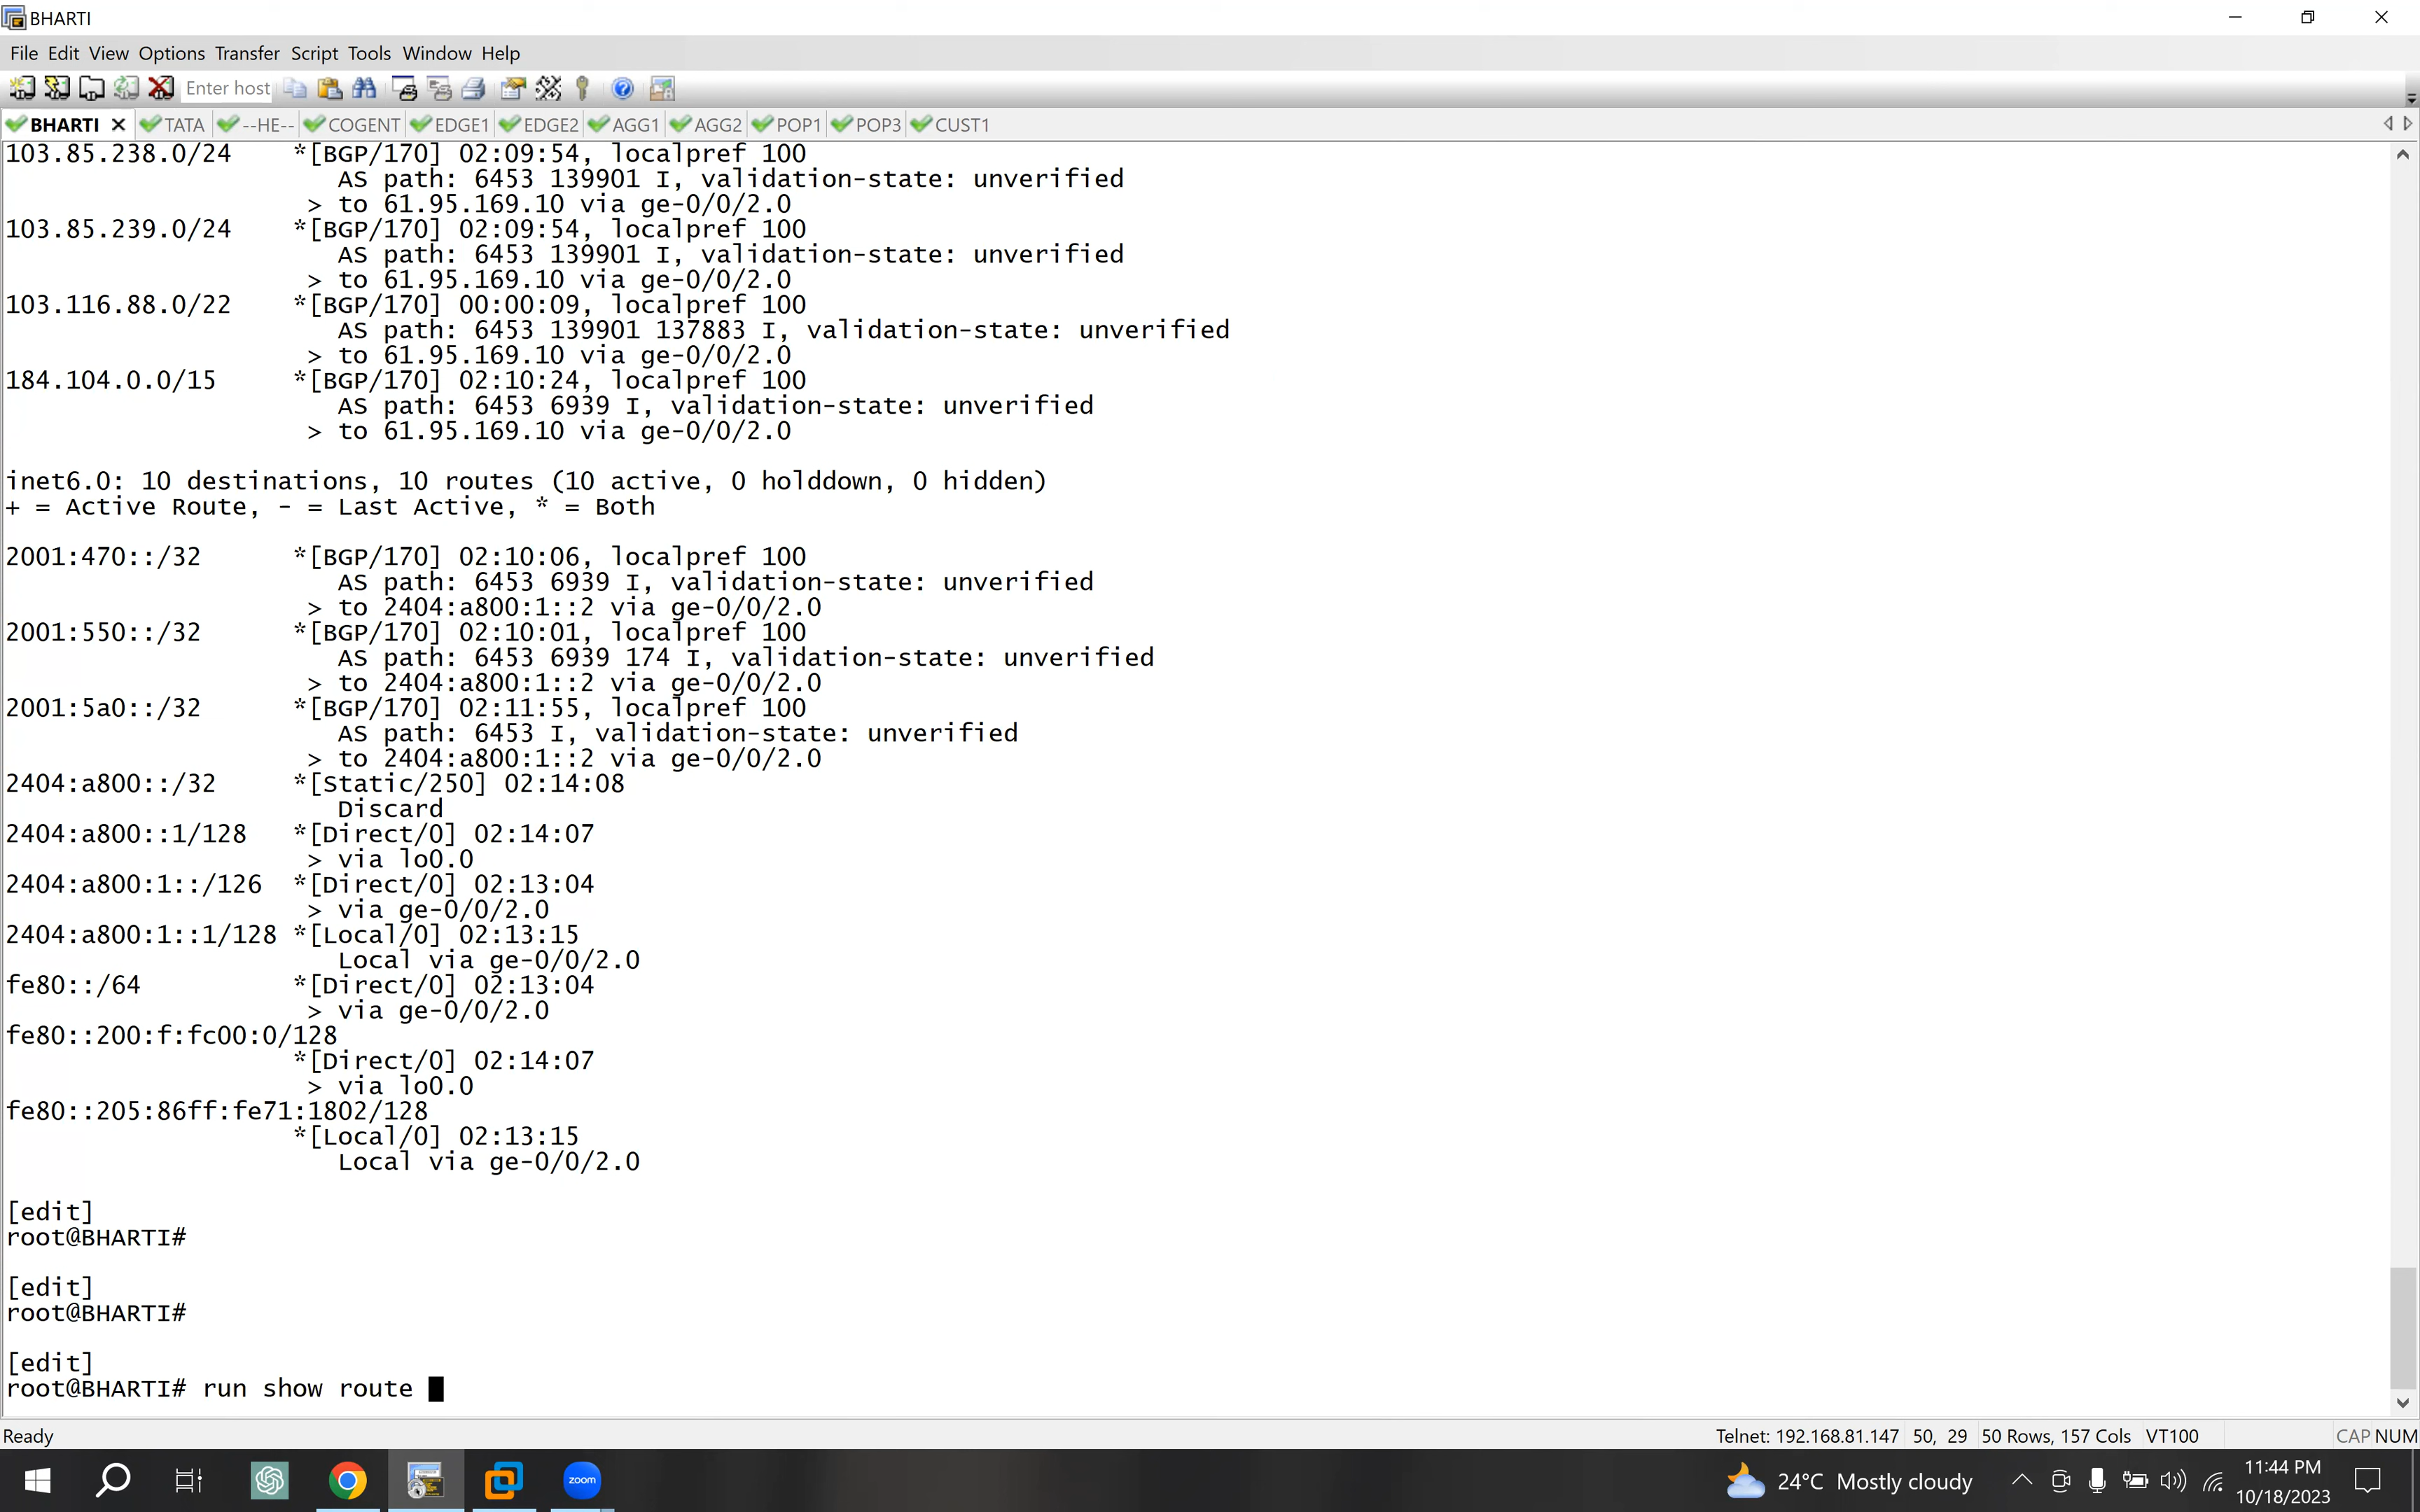 BHARTI
File Edit View Options Transfer Script Tools Window Help
Enter host
BHARTI TATA --HE-- COGENT EDGE1 EDGE2 AGG1 AGG2 POP1 POP3 CUST1
103.85.238.0/24 *[BGP/170] 02:09:54, localpref 100
AS path: 6453 139901 I, validation-state: unverified
> to 61.95.169.10 via ge-0/0/2.0
103.85.239.0/24 *[BGP/170] 02:09:54, localpref 100
AS path: 6453 139901 I, validation-state: unverified
> to 61.95.169.10 via ge-0/0/2.0
103.116.88.0/22 *[BGP/170] 00:00:09, localpref 100
AS path: 6453 139901 137883 I, validation-state: unverified
> to 61.95.169.10 via ge-0/0/2.0
184.104.0.0/15 *[BGP/170] 02:10:24, localpref 100
AS path: 6453 6939 I, validation-state: unverified
> to 61.95.169.10 via ge-0/0/2.0
inet6.0: 10 destinations, 10 routes (10 active, 0 holddown, 0 hidden)
+ = Active Route, - = Last Active, * = Both
2001:470::/32 *[BGP/170] 02:10:06, localpref 100
AS path: 6453 6939 I, validation-state: unverified
> to 2404:a800:1::2 via ge-0/0/2.0
2001:550::/32 *[BGP/170] 02:10:01, localpref 100
AS path: 6453 6939 174 I, validation-state: unverified
> to 2404:a800:1::2 via ge-0/0/2.0
2001:5a0::/32 *[BGP/170] 02:11:55, localpref 100
AS path: 6453 I, validation-state: unverified
> to 2404:a800:1::2 via ge-0/0/2.0
2404:a800::/32 *[Static/250] 02:14:08
Discard
2404:a800::1/128 *[Direct/0] 02:14:07
> via lo0.0
2404:a800:1::/126 *[Direct/0] 02:13:04
> via ge-0/0/2.0
2404:a800:1::1/128 *[Local/0] 02:13:15
Local via ge-0/0/2.0
fe80::/64 *[Direct/0] 02:13:04
> via ge-0/0/2.0
fe80::200:f:fc00:0/128
*[Direct/0] 02:14:07
> via lo0.0
fe80::205:86ff:fe71:1802/128
*[Local/0] 02:13:15
Local via ge-0/0/2.0
[edit]
root@BHARTI#
[edit]
root@BHARTI#
[edit]
root@BHARTI# run show route
Ready Telnet: 192.168.81.147 50, 29 50 Rows, 157 Cols VT100 CAP NUM
zoom 24°C Mostly cloudy 11:44 PM
10/18/2023